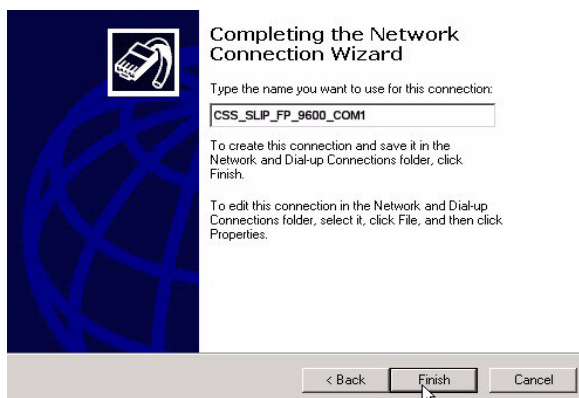 Completing the Network
Connection Wizard
Type the name you want to use for this connection:
CSS_SLIP_FP_9600_COM1
To create this connection and save it in the
Network and Dial-up Connections folder, click
Finish.
To edit this connection in the Network and Dial-up
Connections folder, select it, click File, and then click
Properties.
< Back
Finish
Cancel